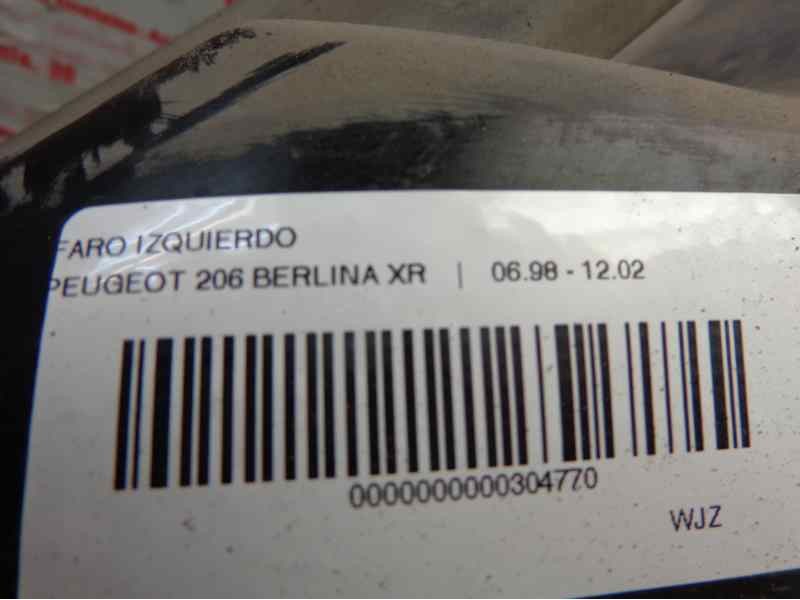 FARO IZQUIERDO
PEUGEOT 206 BERLINA XR | 06.98 - 12.02
0000000000304770
WJZ